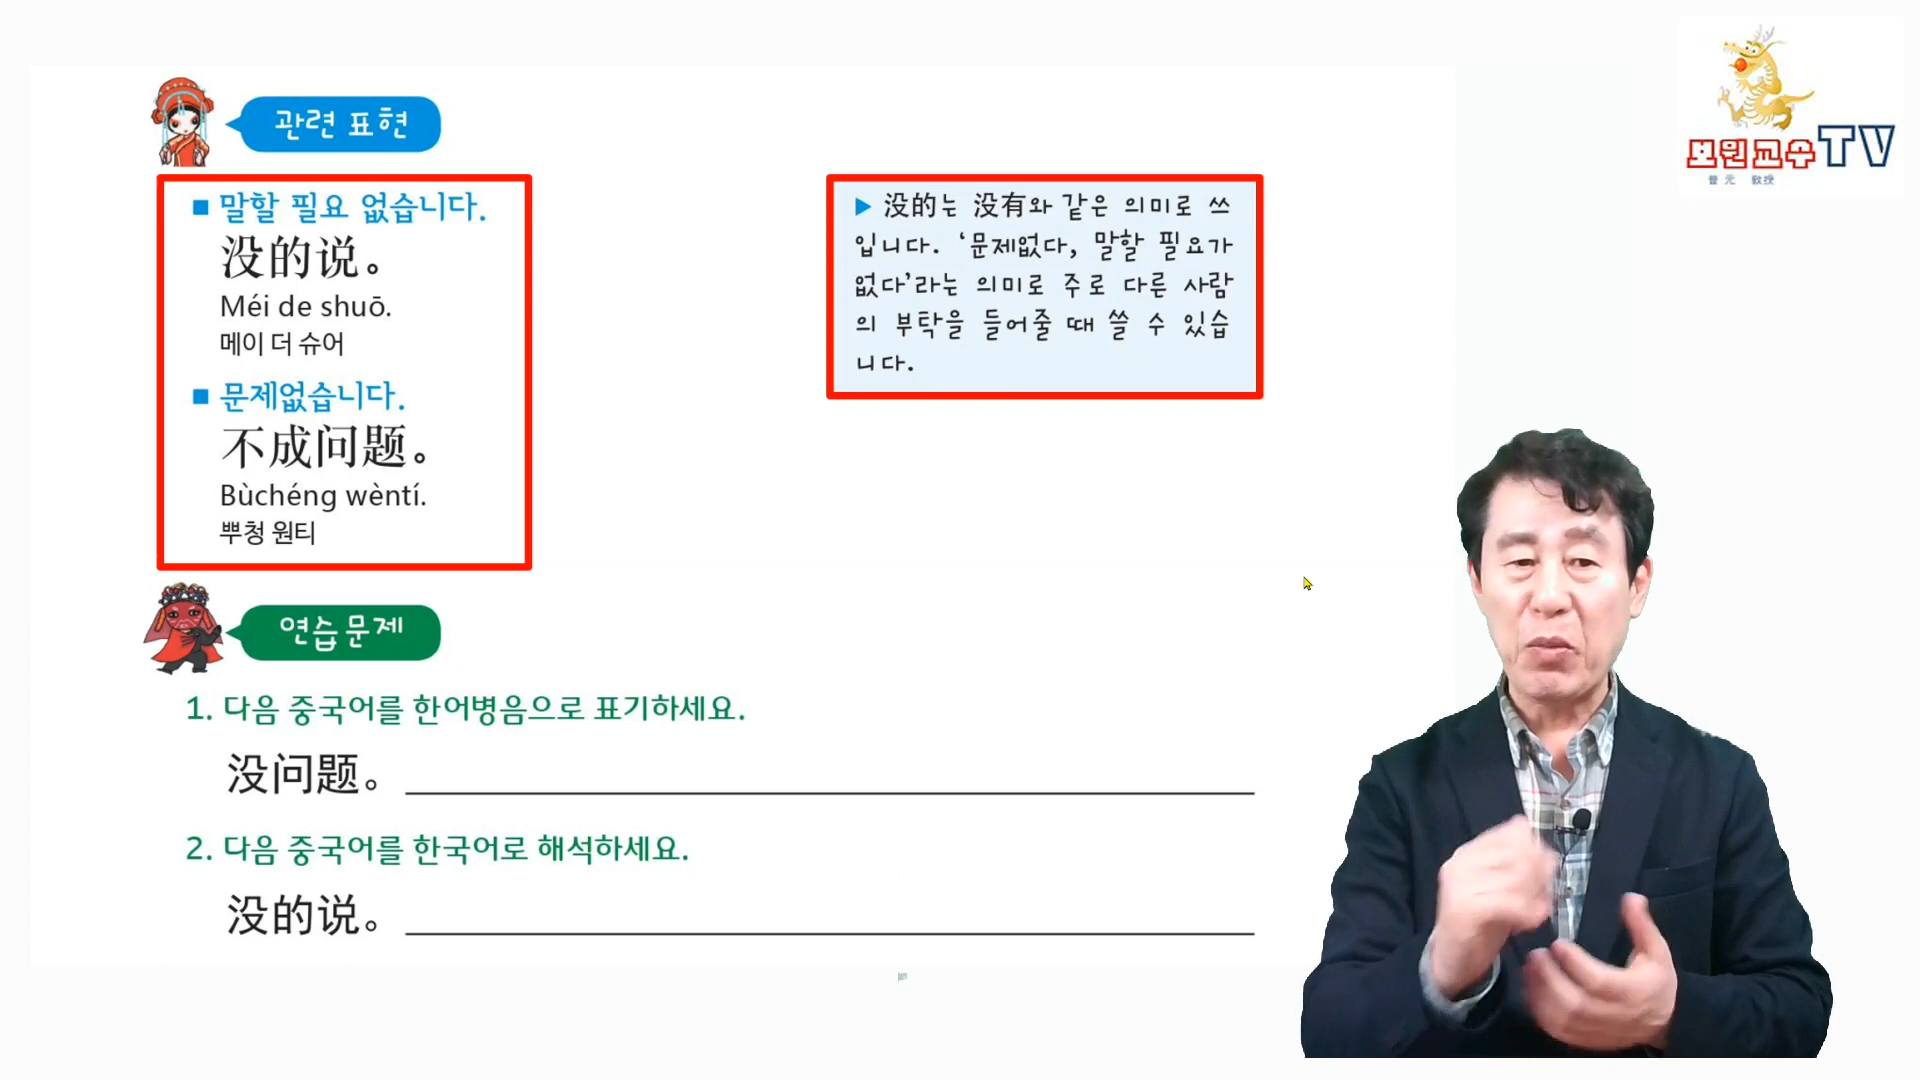 관련 표현
보원교수TV
普元 敎授
■ 말할 필요 없습니다.
没的说。
Méi de shuō.
메이 더 슈어
■ 문제없습니다.
不成问题。
Bùchéng wèntí.
뿌청 원티
▶ 没的는 没有와 같은 의미로 쓰
입니다. ‘문제없다, 말할 필요가
없다’라는 의미로 주로 다른 사람
의 부탁을 들어줄 때 쓸 수 있습
니다.
연습 문제
1. 다음 중국어를 한어병음으로 표기하세요.
没问题。
2. 다음 중국어를 한국어로 해석하세요.
没的说。